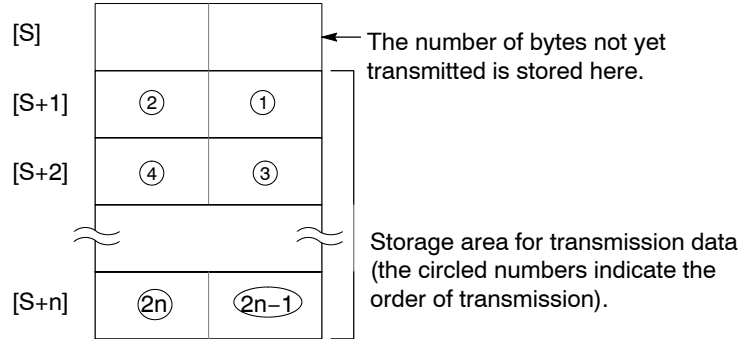 [S]
The number of bytes not yet
transmitted is stored here.
[S+1] ② ①
[S+2] ④ ③
Storage area for transmission data
(the circled numbers indicate the
order of transmission).
[S+n] 2n 2n−1